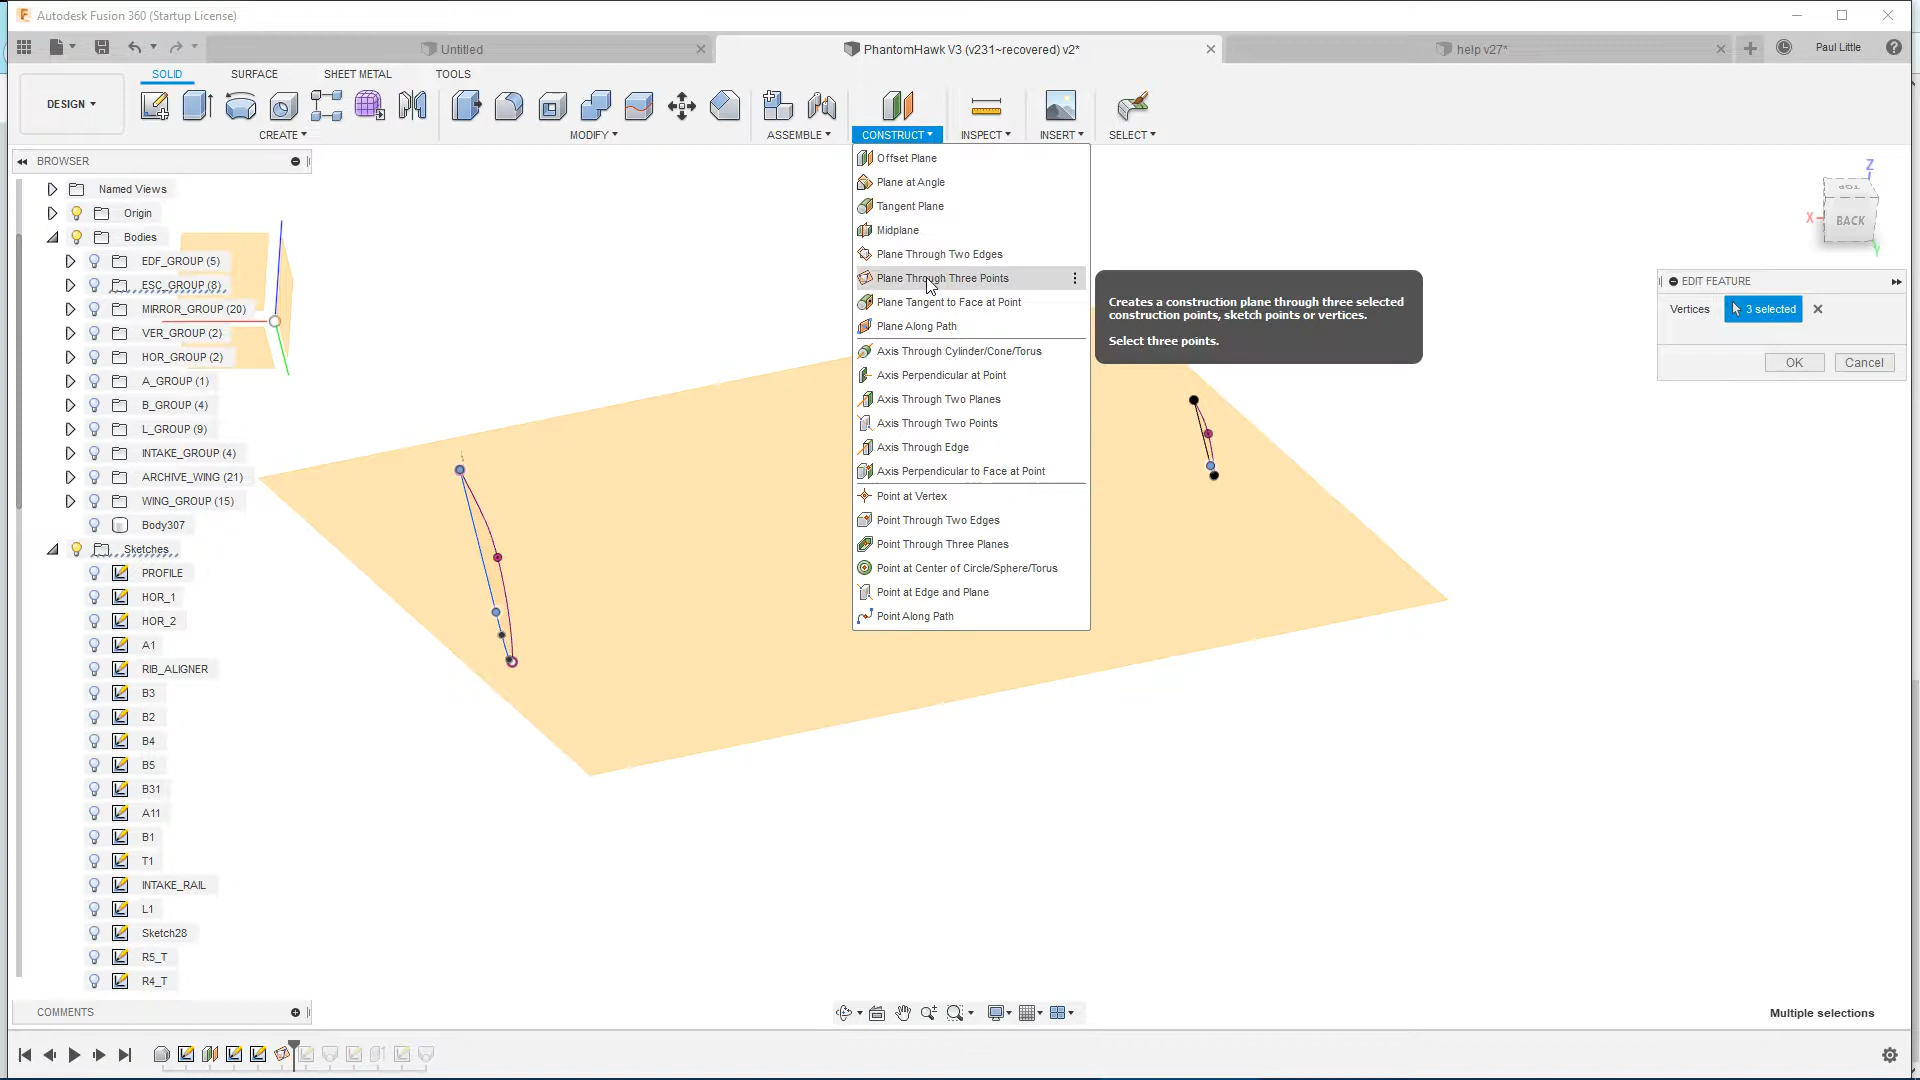 Autodesk Fusion 360 (Startup License)
Untitled
PhantomHawk V3 (v231~recovered) v2*
help v27*
Paul Little
DESIGN
SOLID
SURFACE
SHEET METAL
TOOLS
CREATE
MODIFY
ASSEMBLE
CONSTRUCT
INSPECT
INSERT
SELECT
BROWSER
Named Views
Origin
Bodies
EDF_GROUP (5)
ESC_GROUP (8)
MIRROR_GROUP (20)
VER_GROUP (2)
HOR_GROUP (2)
A_GROUP (1)
B_GROUP (4)
L_GROUP (9)
INTAKE_GROUP (4)
ARCHIVE_WING (21)
WING_GROUP (15)
Body307
Sketches
PROFILE
HOR_1
HOR_2
A1
RIB_ALIGNER
B3
B2
B4
B5
B31
A11
B1
T1
INTAKE_RAIL
L1
Sketch28
R5_T
R4_T
COMMENTS
Offset Plane
Plane at Angle
Tangent Plane
Midplane
Plane Through Two Edges
Plane Through Three Points
Plane Tangent to Face at Point
Plane Along Path
Axis Through Cylinder/Cone/Torus
Axis Perpendicular at Point
Axis Through Two Planes
Axis Through Two Points
Axis Through Edge
Axis Perpendicular to Face at Point
Point at Vertex
Point Through Two Edges
Point Through Three Planes
Point at Center of Circle/Sphere/Torus
Point at Edge and Plane
Point Along Path
Creates a construction plane through three selected
construction points, sketch points or vertices.
Select three points.
Z
TOP
X
BACK
Y
EDIT FEATURE
Vertices
3 selected
OK
Cancel
Multiple selections